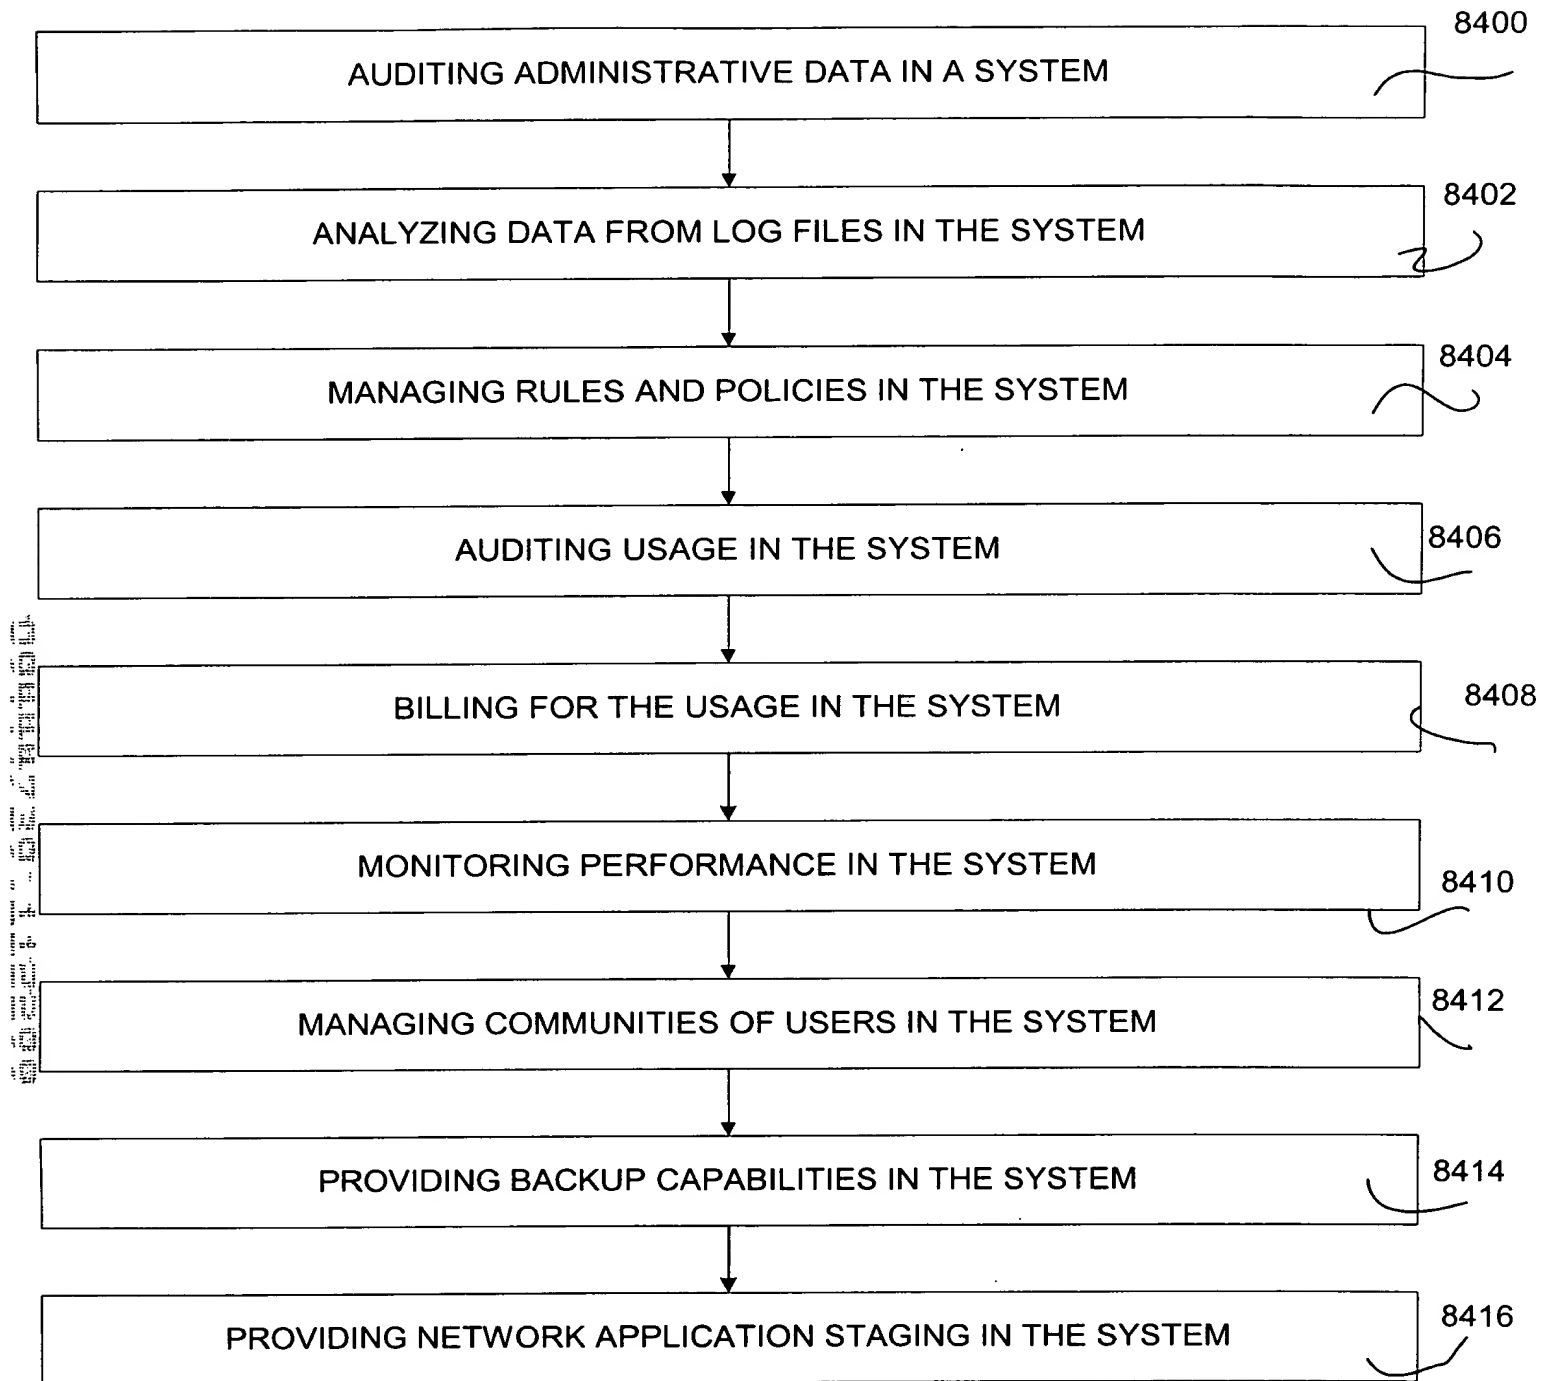 8400
AUDITING ADMINISTRATIVE DATA IN A SYSTEM
8402
ANALYZING DATA FROM LOG FILES IN THE SYSTEM
8404
MANAGING RULES AND POLICIES IN THE SYSTEM
8406
AUDITING USAGE IN THE SYSTEM
8408
BILLING FOR THE USAGE IN THE SYSTEM
MONITORING PERFORMANCE IN THE SYSTEM
8410
8412
MANAGING COMMUNITIES OF USERS IN THE SYSTEM
8414
PROVIDING BACKUP CAPABILITIES IN THE SYSTEM
8416
PROVIDING NETWORK APPLICATION STAGING IN THE SYSTEM